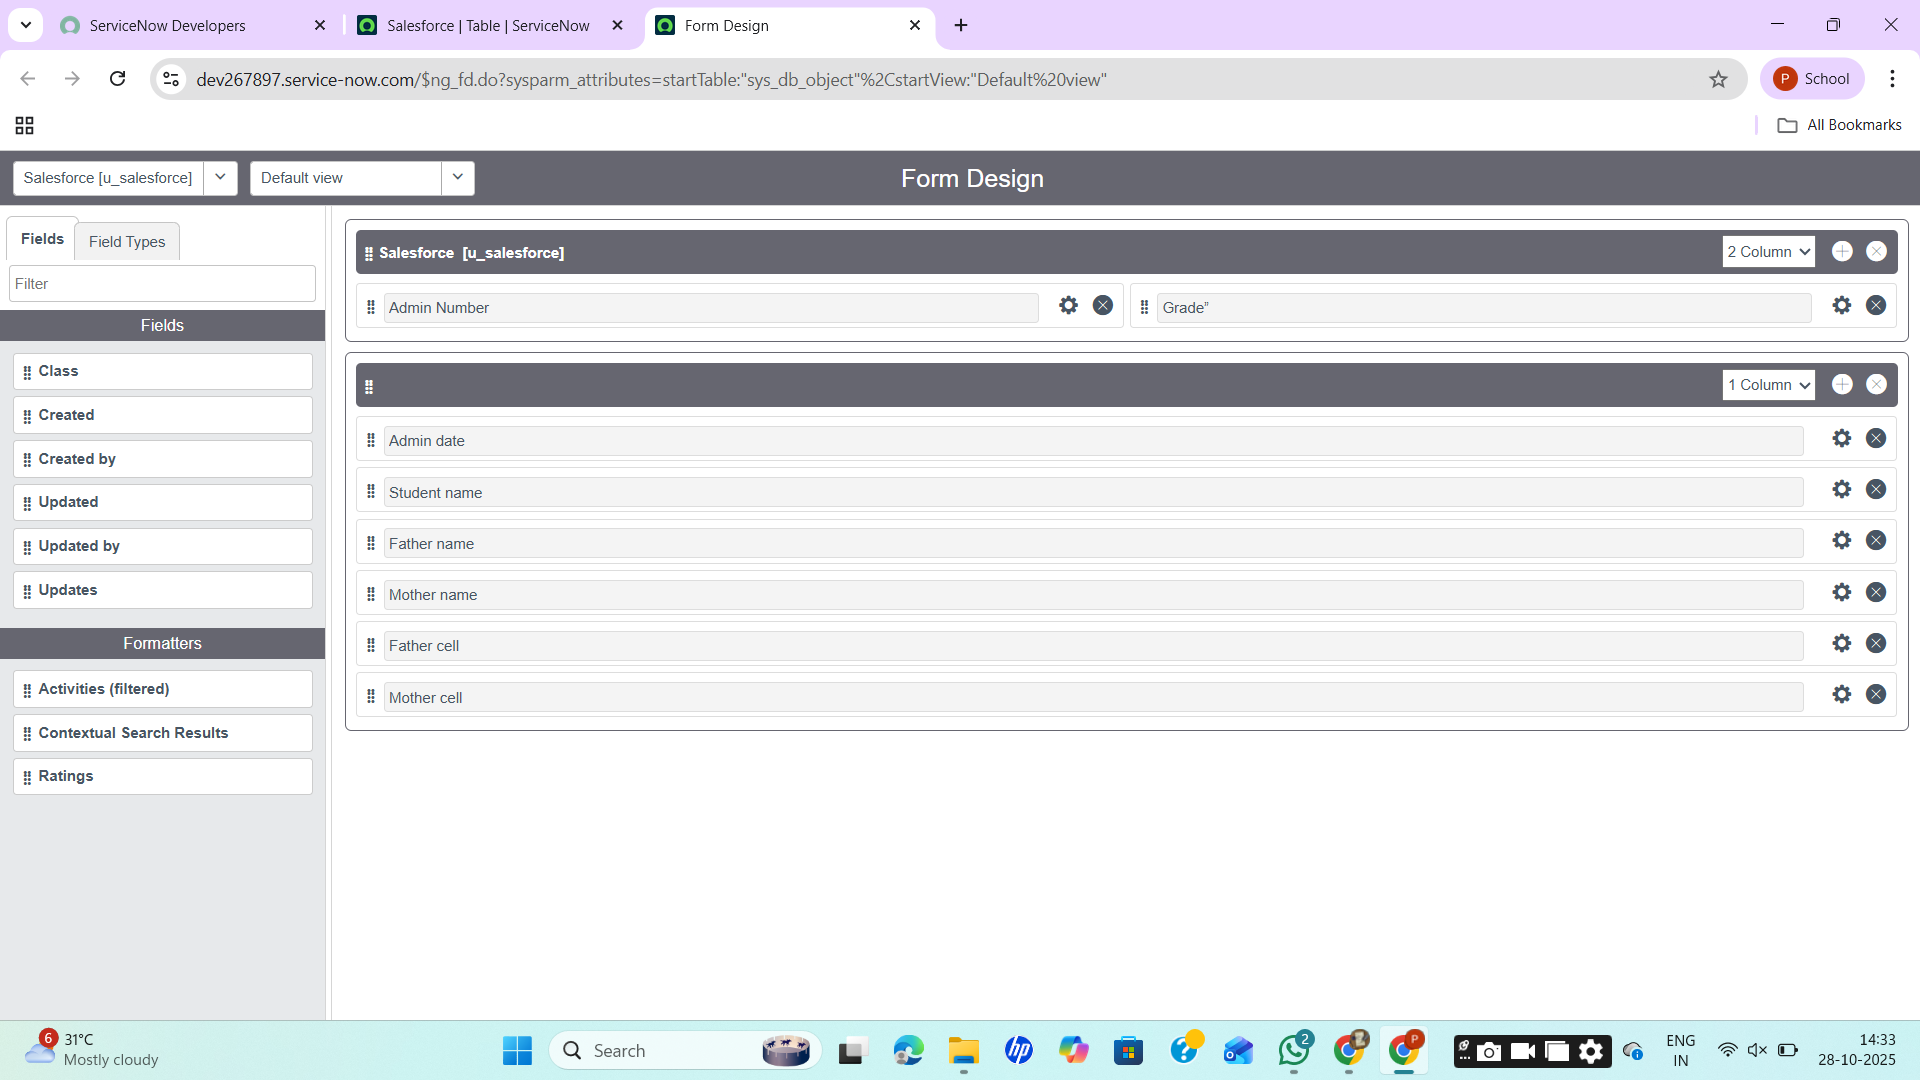 ServiceNow Developers
Salesforce | Table | ServiceNow
Form Design
dev267897.service-now.com/$ng_fd.do?sysparm_attributes=startTable:"sys_db_object"%2CstartView:"Default%20view"
P School
All Bookmarks
Salesforce [u_salesforce]
Default view
Form Design
Fields
Field Types
Filter
Fields
Class
Created
Created by
Updated
Updated by
Updates
Formatters
Activities (filtered)
Contextual Search Results
Ratings
Salesforce [u_salesforce]
2 Column
Admin Number
Grade”
1 Column
Admin date
Student name
Father name
Mother name
Father cell
Mother cell
6
31°C
Mostly cloudy
Search
hp
2
P
ENG
IN
14:33
28-10-2025